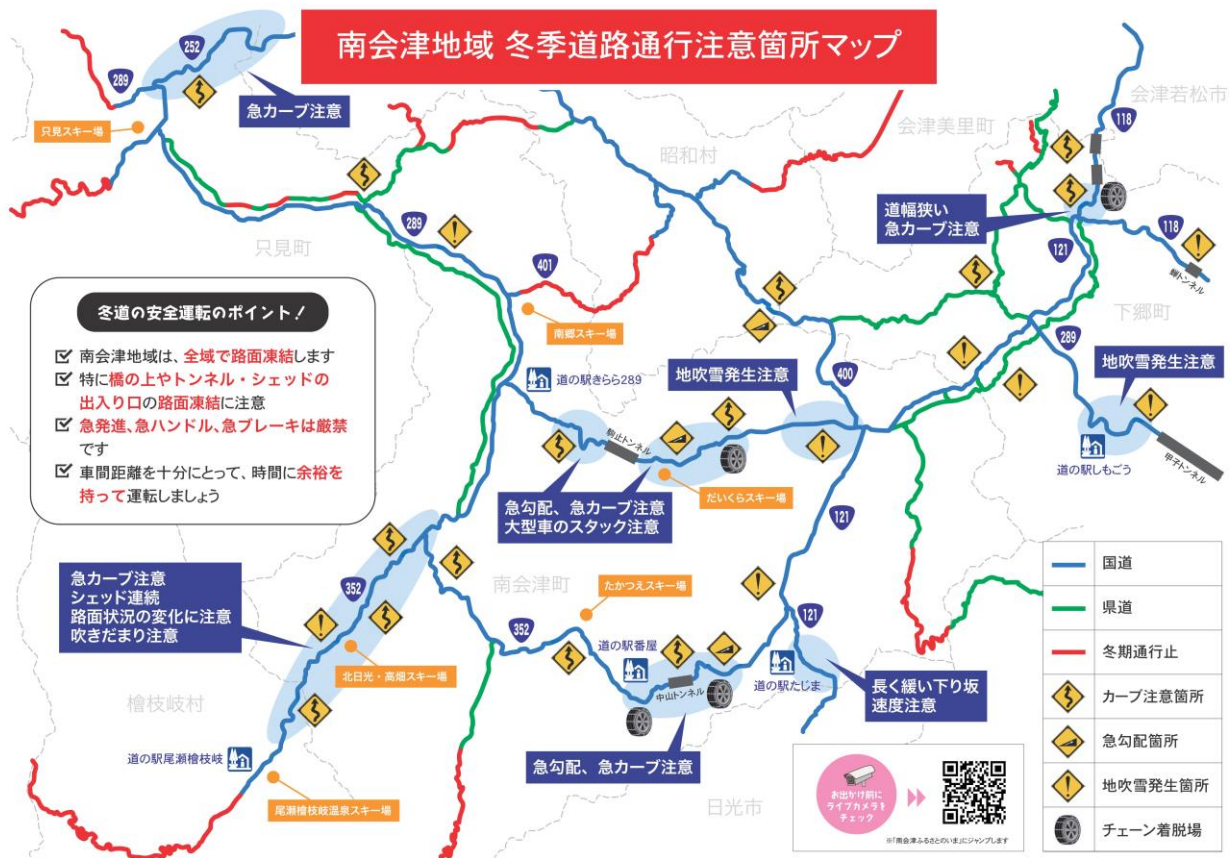 南会津地域 冬季道路通行注意箇所マップ
252
289
急カーブ注意
只見スキー場
会津若松市
118
会津美里町
昭和村
道幅狭い
急カーブ注意
121
118
289
401
只見町
下郷町
289
南郷スキー場
冬道の安全運転のポイント!
南会津地域は、全域で路面凍結します
特に橋の上やトンネル・シェッドの
出入り口の路面凍結に注意
急発進、急ハンドル、急ブレーキは厳禁
です
車間距離を十分にとって、時間に余裕を
持って運転しましょう
道の駅きらら289
地吹雪発生注意
400
地吹雪発生注意
駒止トンネル
道の駅しもごう
甲子トンネル
だいくらスキー場
急勾配、急カーブ注意
大型車のスタック注意
121
急カーブ注意
シェッド連続
路面状況の変化に注意
吹きだまり注意
352
南会津町
たかつえスキー場
352
121
道の駅番屋
北日光・高畑スキー場
中山トンネル
道の駅たじま
長く緩い下り坂
速度注意
檜枝岐村
道の駅尾瀬檜枝岐
急勾配、急カーブ注意
尾瀬檜枝岐温泉スキー場
日光市
お出かけ前に
ライブカメラを
チェック
※「南会津ふるさとのいま」にジャンプします
国道
県道
冬期通行止
カーブ注意箇所
急勾配箇所
地吹雪発生箇所
チェーン着脱場